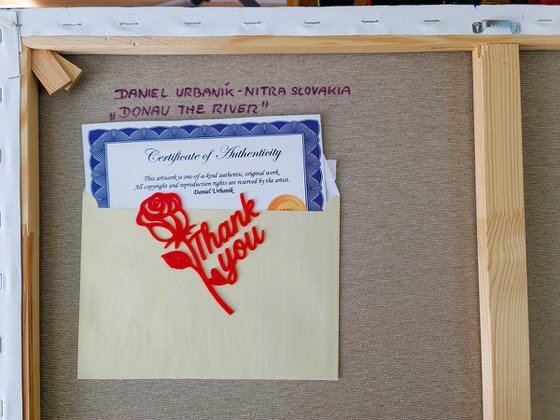 DANIEL URBANÍK - NITRA SLOVAKIA
„DONAU THE RIVER"
Certificate of Authenticity
This artwork is one-of-a-kind authentic, original work.
All copyright and reproduction rights are reserved by the artist.
Daniel Urbaník
Thank
you